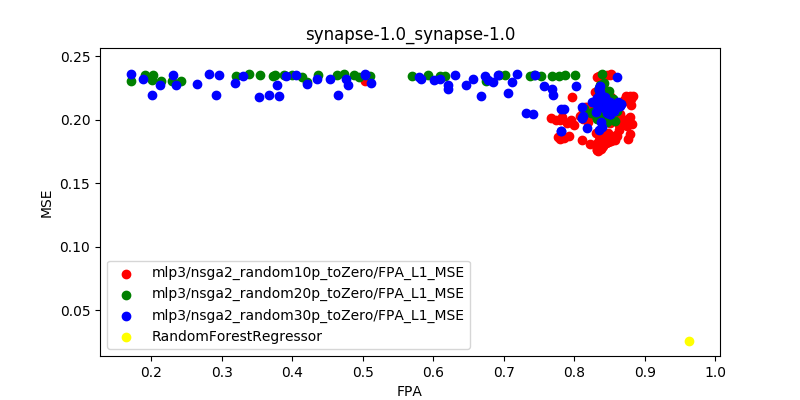 synapse-1.0_synapse-1.0
0.25
0.20
0.15
0.10
0.05
MSE
mlp3/nsga2_random10p_toZero/FPA_L1_MSE
mlp3/nsga2_random20p_toZero/FPA_L1_MSE
mlp3/nsga2_random30p_toZero/FPA_L1_MSE
RandomForestRegressor
0.2 0.3 0.4 0.5 0.6 0.7 0.8 0.9 1.0
FPA